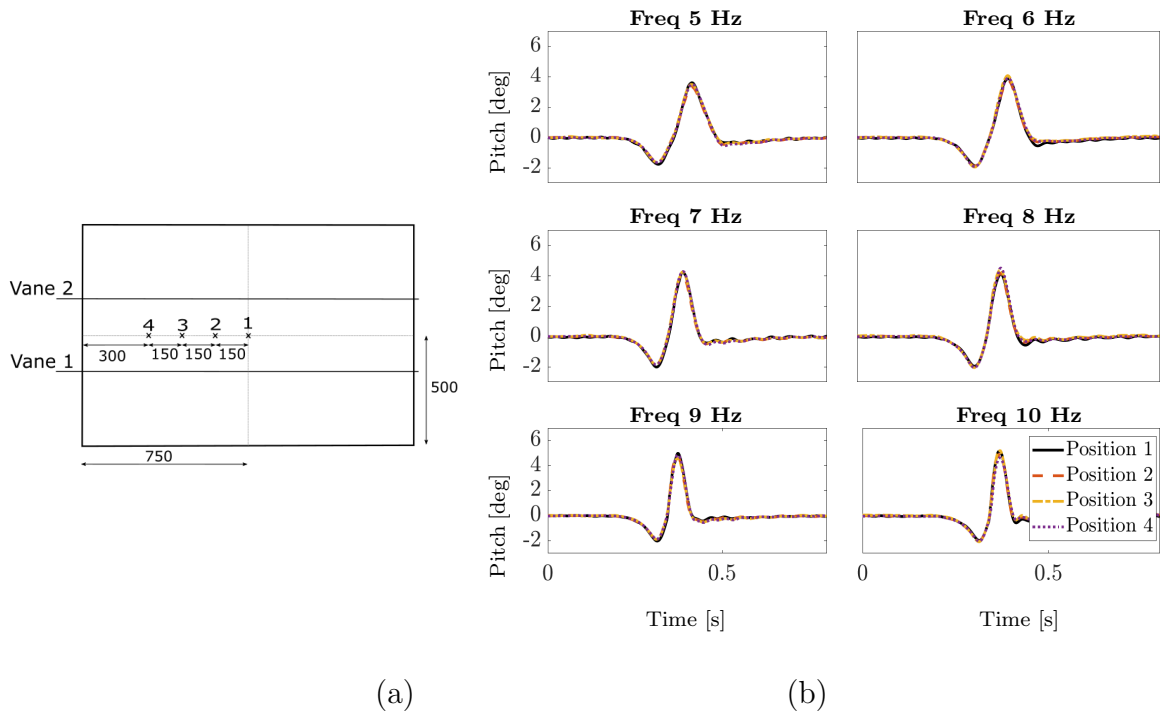 Vane 2
4 3 2 1
300 150 150 150
Vane 1
500
750
(a)
Freq 5 Hz
Pitch [deg]
6
4
2
0
-2
Freq 6 Hz
Freq 7 Hz
Pitch [deg]
6
4
2
0
-2
Freq 8 Hz
Freq 9 Hz
Pitch [deg]
6
4
2
0
-2
0 0.5
Time [s]
Freq 10 Hz
Position 1
Position 2
Position 3
Position 4
0 0.5
Time [s]
(b)